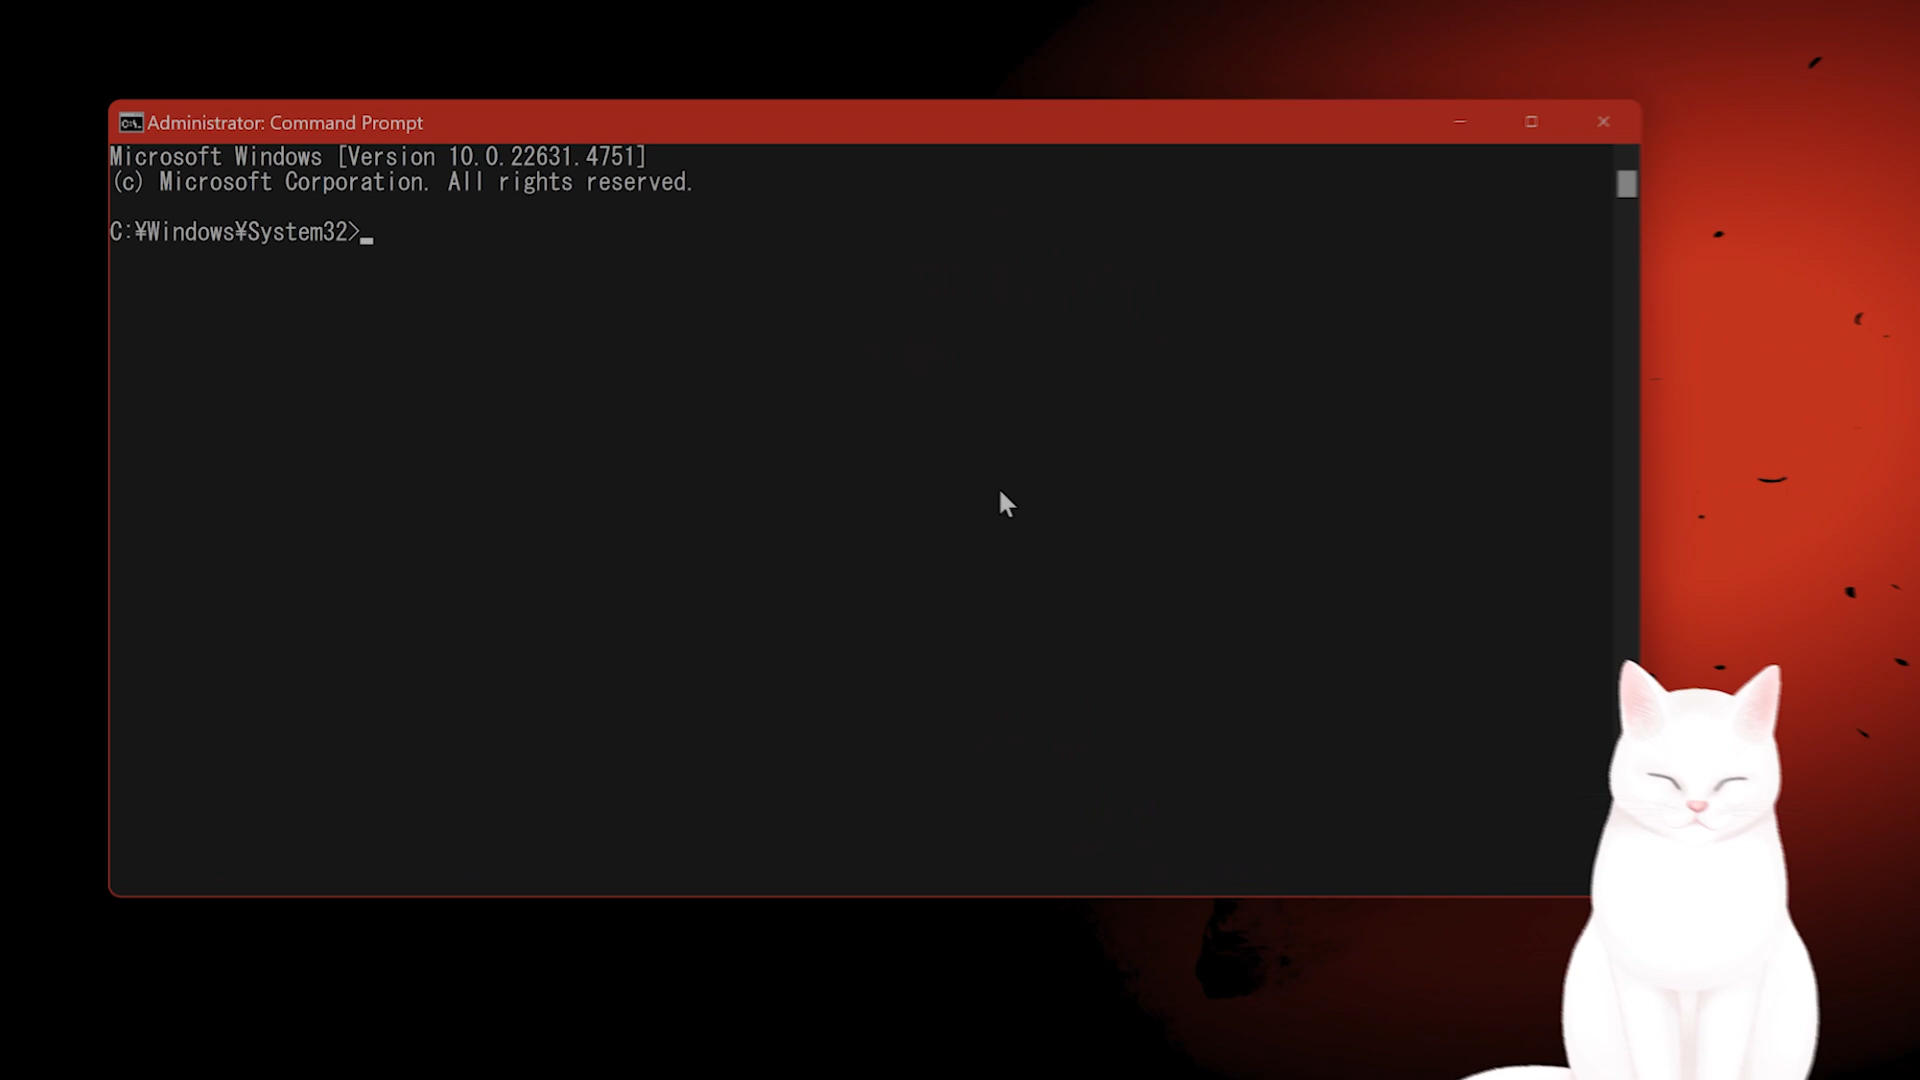 Administrator: Command Prompt
Microsoft Windows [Version 10.0.22631.4751]
(c) Microsoft Corporation. All rights reserved.
C:¥Windows¥System32>